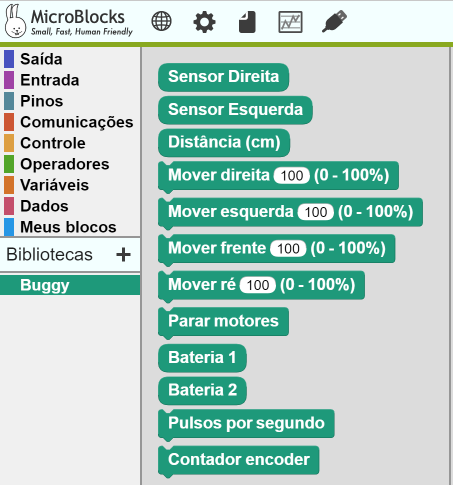 MicroBlocks
Small, Fast, Human Friendly
Saída
Entrada
Pinos
Comunicações
Controle
Operadores
Variáveis
Dados
Meus blocos
Bibliotecas +
Buggy
Sensor Direita
Sensor Esquerda
Distância (cm)
Mover direita 100 (0 - 100%)
Mover esquerda 100 (0 - 100%)
Mover frente 100 (0 - 100%)
Mover ré 100 (0 - 100%)
Parar motores
Bateria 1
Bateria 2
Pulsos por segundo
Contador encoder